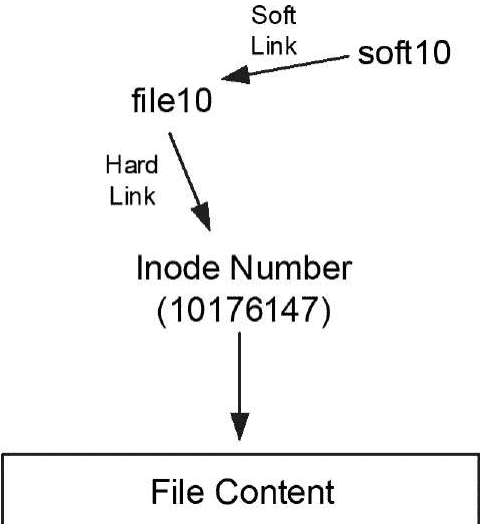 Soft
Link
soft10
file10
Hard
Link
Inode Number
(10176147)
File Content